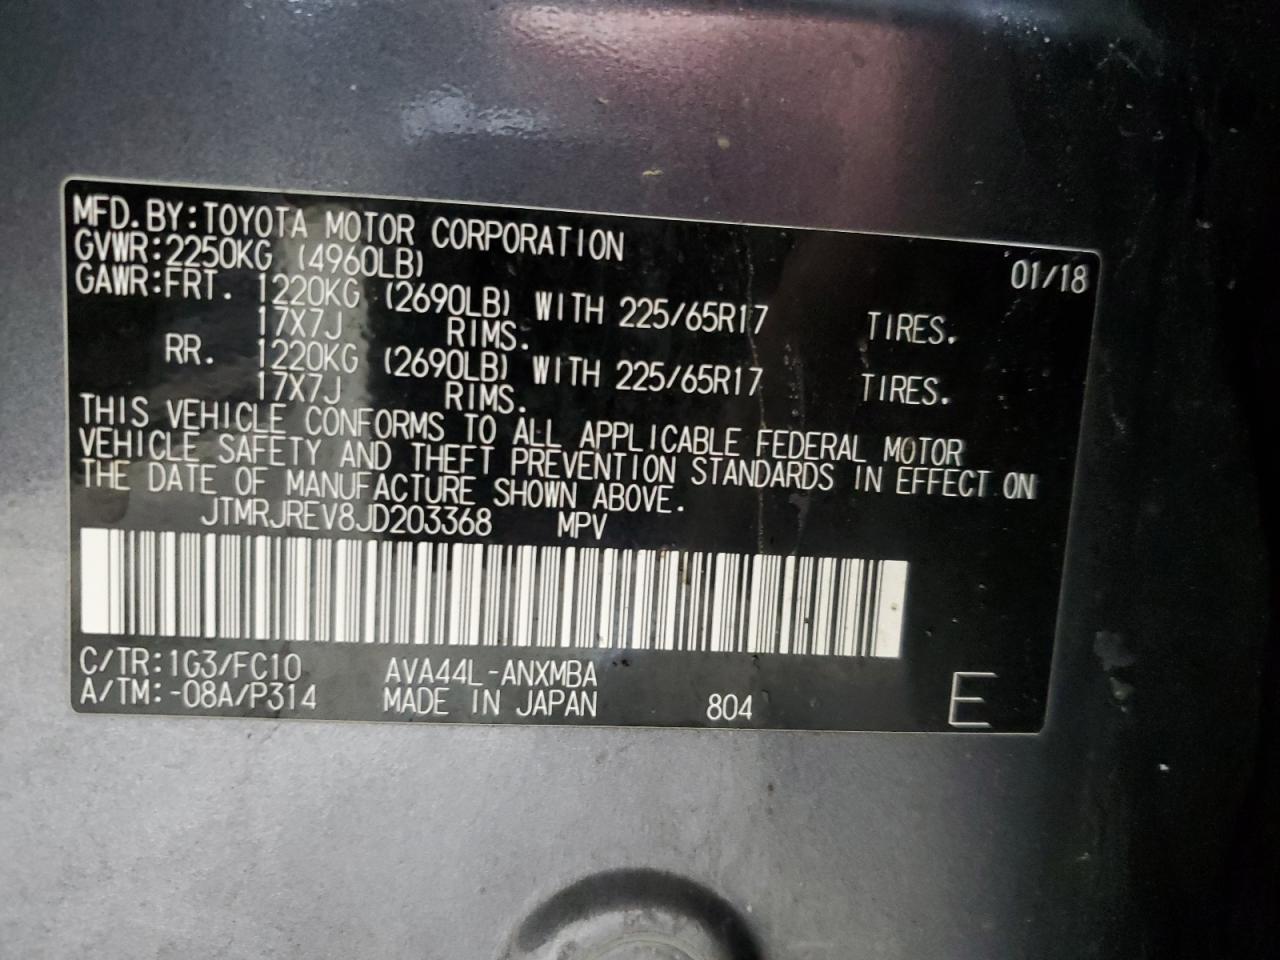 MFD.BY:TOYOTA MOTOR CORPORATION 01/18
GVWR:2250KG (4960LB)
GAWR:FRT. 1220KG (2690LB) WITH 225/65R17 TIRES.
17X7J RIMS.
RR. 1220KG (2690LB) WITH 225/65R17 TIRES.
17X7J RIMS.
THIS VEHICLE CONFORMS TO ALL APPLICABLE FEDERAL MOTOR
VEHICLE SAFETY AND THEFT PREVENTION STANDARDS IN EFFECT ON
THE DATE OF MANUFACTURE SHOWN ABOVE.
JTMRJREV8JD203368 MPV
C/TR:1G3/FC10 AVA44L-ANXMBA
A/TM:-08A/P314 MADE IN JAPAN 804 E